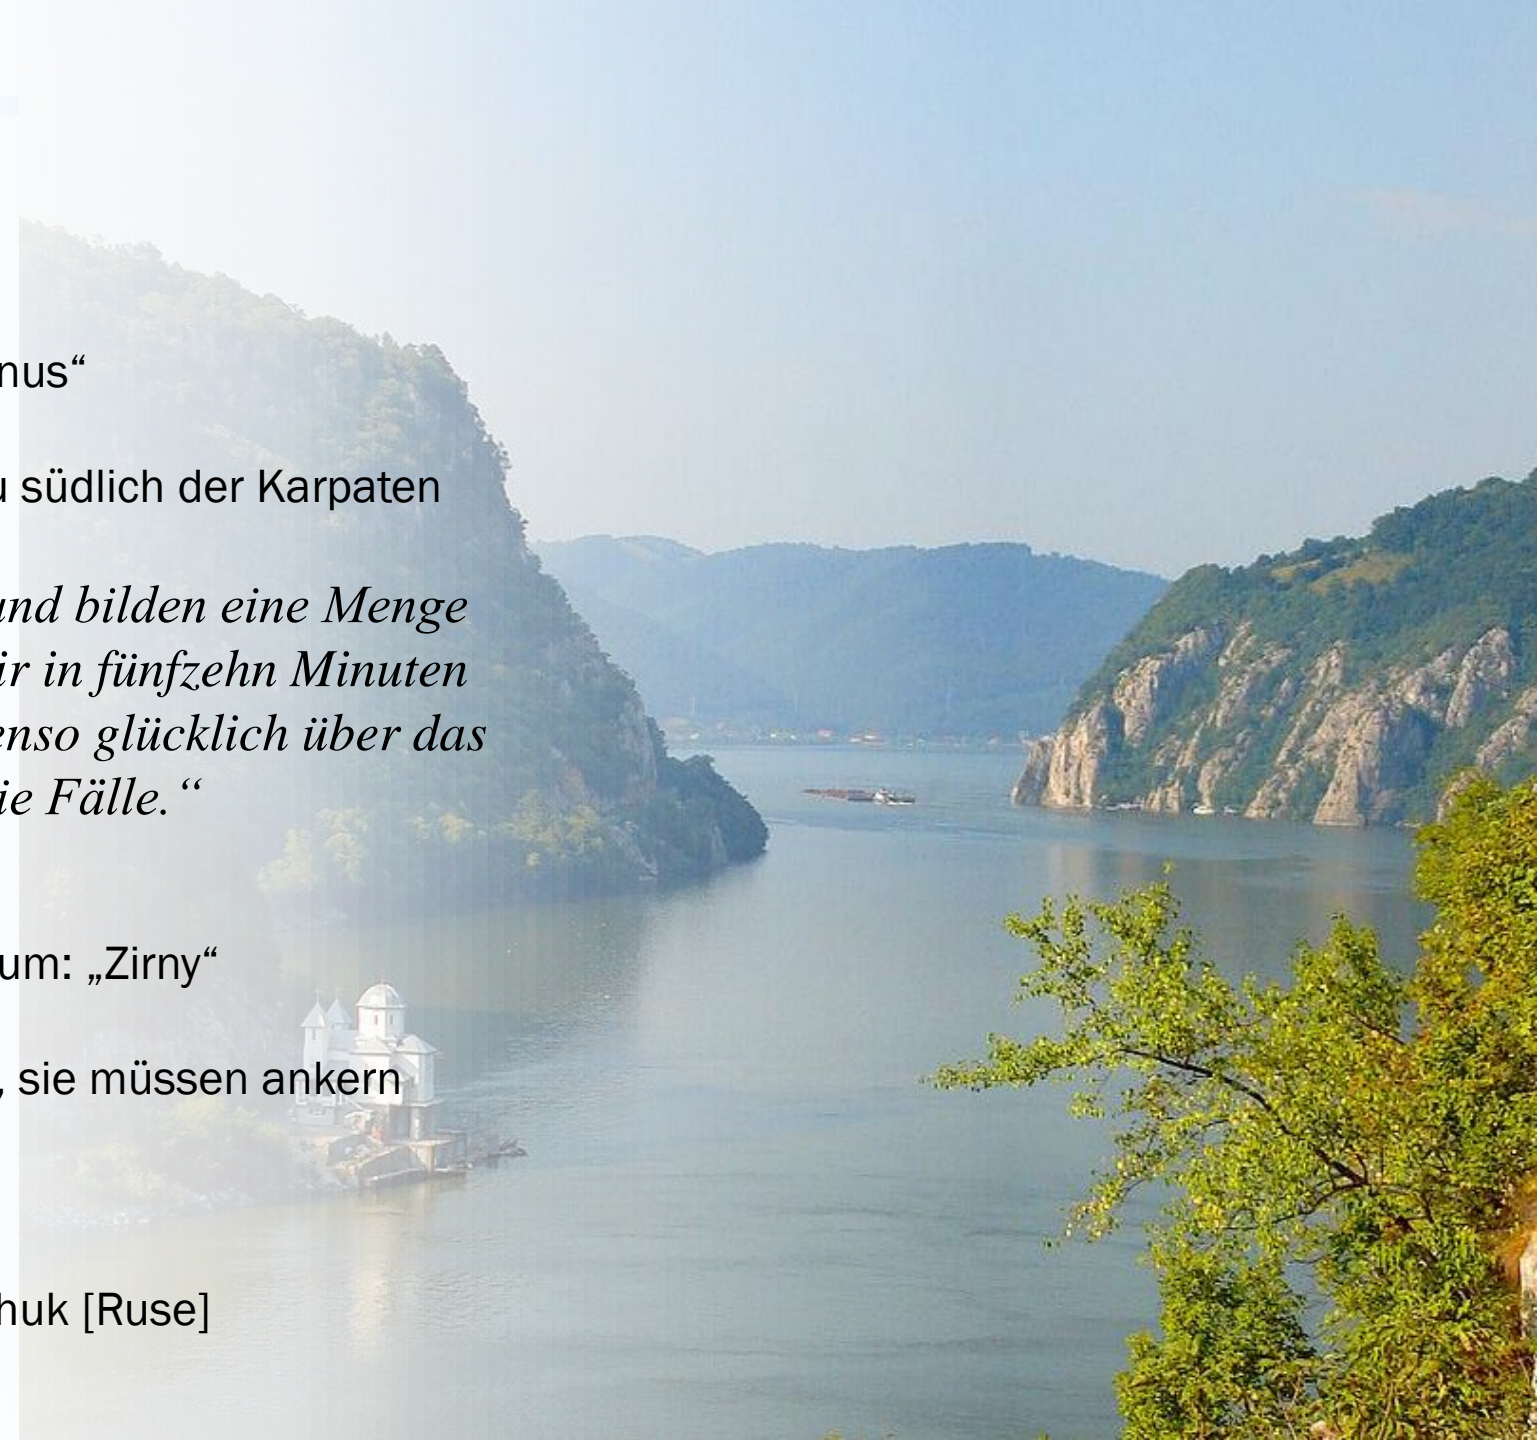 nus“
u südlich der Karpaten
und bilden eine Menge
ir in fünfzehn Minuten
enso glücklich über das
ie Fälle.“
um: „Zirny“
, sie müssen ankern
huk [Ruse]